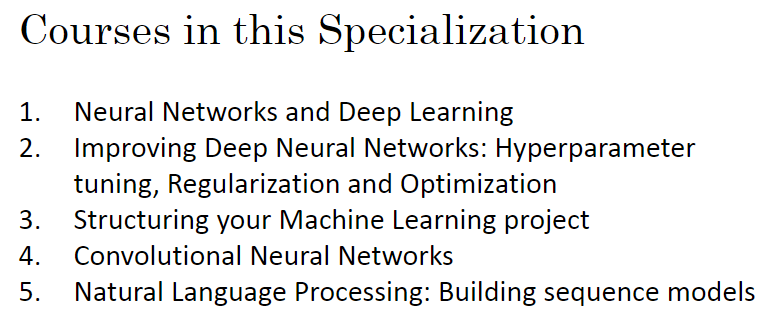 Courses in this Specialization
1. Neural Networks and Deep Learning
2. Improving Deep Neural Networks: Hyperparameter
tuning, Regularization and Optimization
3. Structuring your Machine Learning project
4. Convolutional Neural Networks
5. Natural Language Processing: Building sequence models